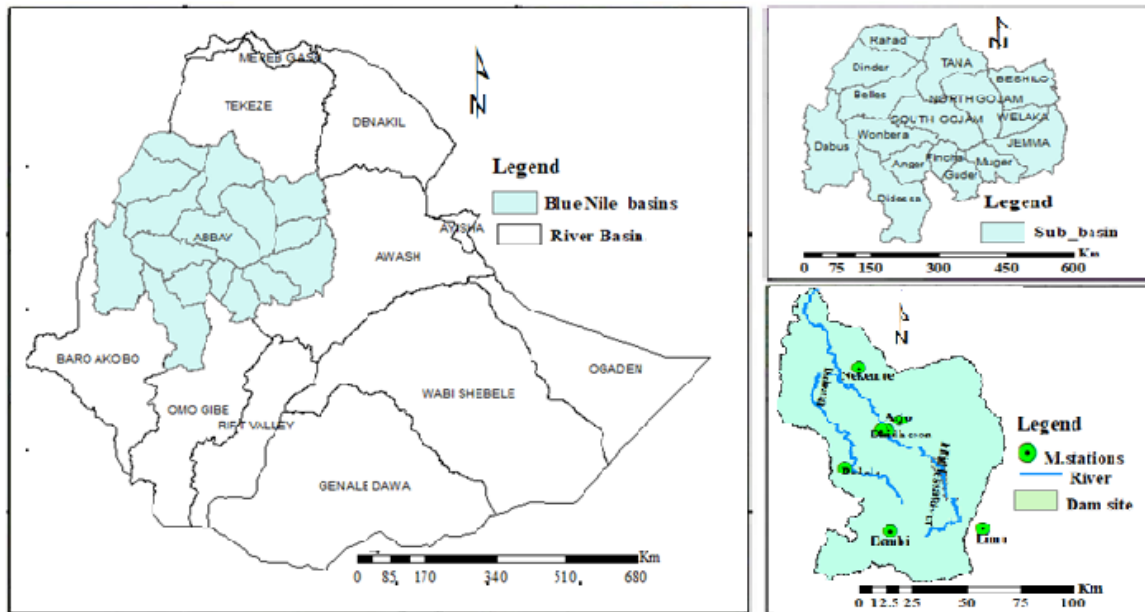 MEREB GASH
TEKEZE
N
DENAKIL
Legend
Blue Nile basins
River Basin
ABBAY
AYISHA
AWASH
BARO AKOBO
OGADEN
OMO GIBE
WABI SHEBELE
RIFT VALLEY
GENALE DAWA
Km
0 85 170 340 510 680
N
Rahad
TANA
Dinder
BESHILO
Belles
NORTH GOJAM
SOUTH GOJAM
WELAKA
Wonbera
JEMMA
Dabus
Anger
Fincha
Muger
Guder
Didessa
Legend
Sub_basin
Km
0 75 150 300 450 600
N
Nekemte
Legend
M.stations
River
Dam site
Km
0 12.5 25 50 75 100